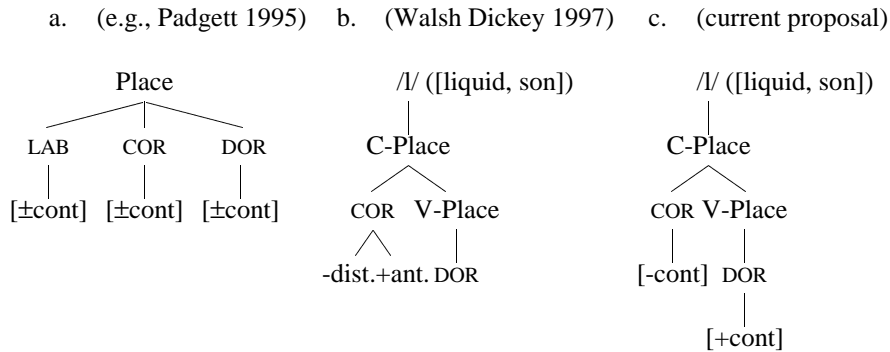 a. (e.g., Padgett 1995) b. (Walsh Dickey 1997) c. (current proposal)
Place /l/ ([liquid, son]) /l/ ([liquid, son])
LAB COR DOR C-Place C-Place
[±cont] [±cont] [±cont] COR V-Place COR V-Place
-dist.+ant. DOR [-cont] DOR
[+cont]